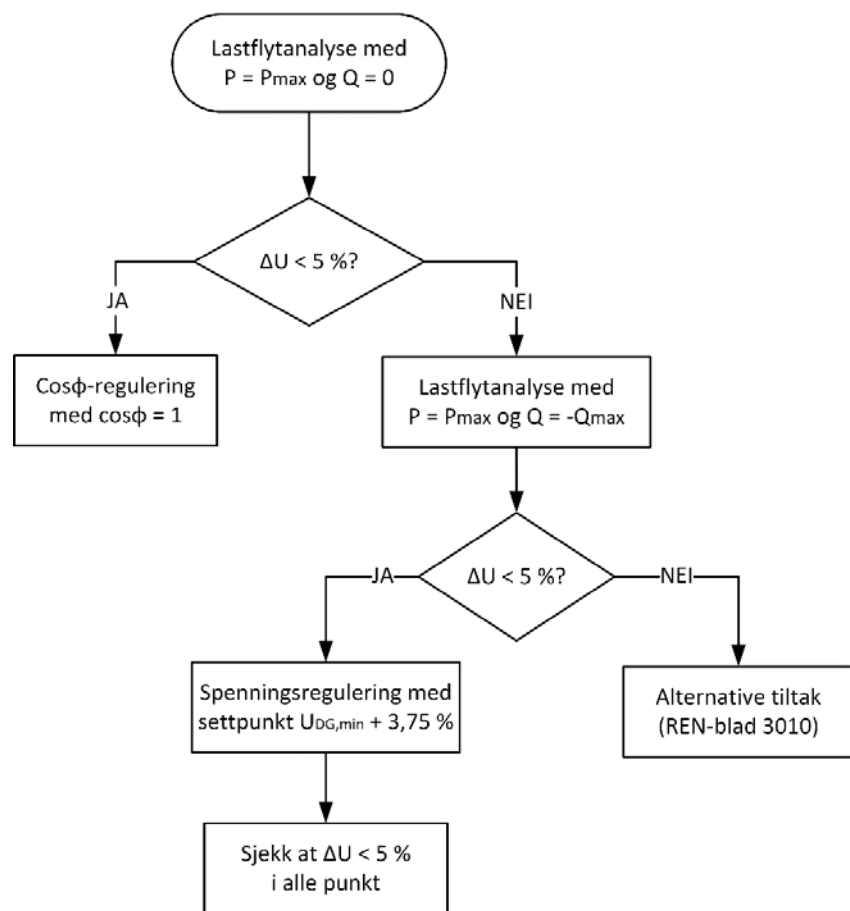 Lastflytanalyse med
P = Pmax og Q = 0
ΔU < 5 %?
JA
NEI
Cosϕ-regulering
med cosϕ = 1
Lastflytanalyse med
P = Pmax og Q = -Qmax
ΔU < 5 %?
JA
NEI
Spenningsregulering med
settpunkt UDG,min + 3,75 %
Alternative tiltak
(REN-blad 3010)
Sjekk at ΔU < 5 %
i alle punkt